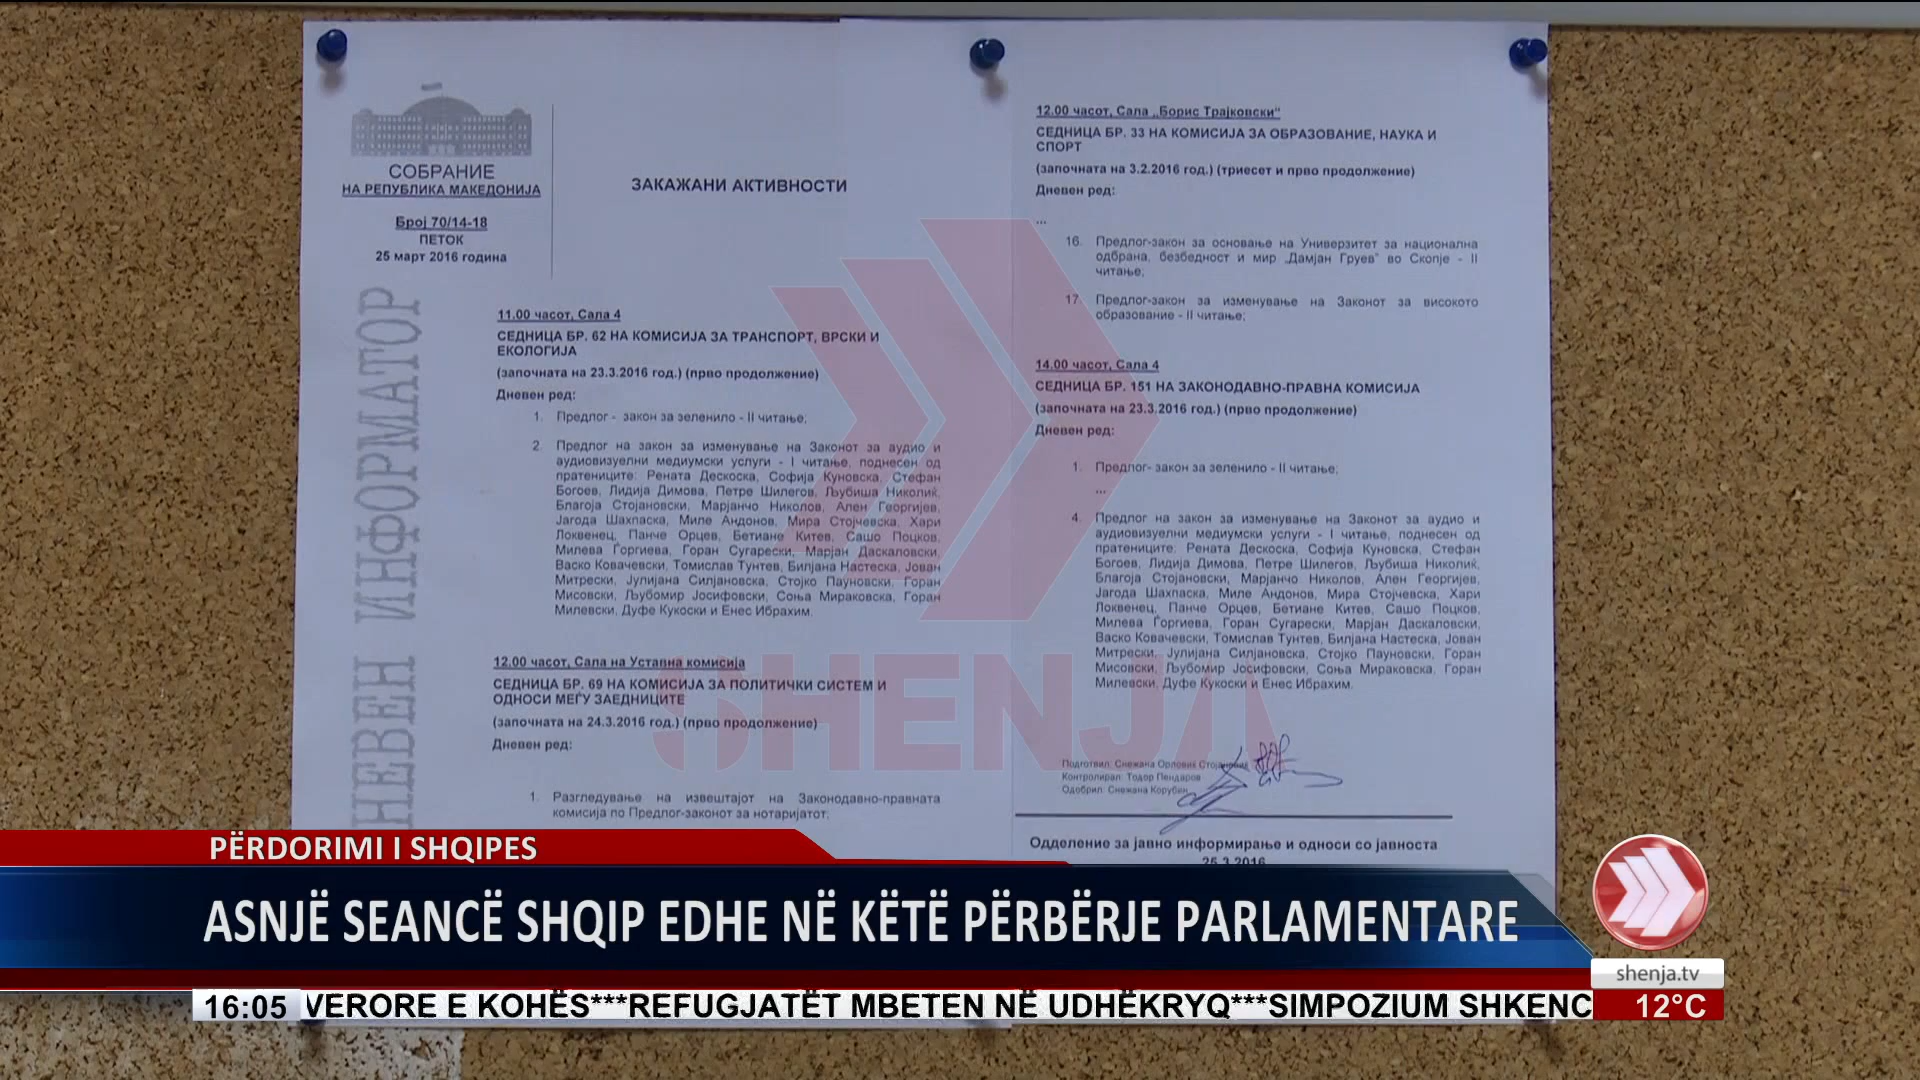 СОБРАНИЕ
НА РЕПУБЛИКА МАКЕДОНИЈА
Број 70/14-18
ПЕТОК
25 март 2016 година
ЗАКАЖАНИ АКТИВНОСТИ
НЕВЕН ИНФОРМАТОР
11.00 часот, Сала 4
СЕДНИЦА БР. 62 НА КОМИСИЈА ЗА ТРАНСПОРТ, ВРСКИ И
ЕКОЛОГИЈА
(започната на 23.3.2016 год.) (прво продолжение)
Дневен ред:
1. Предлог - закон за зеленило - II читање;
2. Предлог на закон за изменување на Законот за аудио и
аудиовизуелни медиумски услуги - I читање, поднесен од
пратениците: Рената Дескоска, Софија Куновска, Стефан
Богоев, Лидија Димова, Петре Шилегов, Љубиша Николиќ,
Благоја Стојановски, Марјанчо Николов, Ален Георгијев,
Јагода Шахпаска, Миле Андонов, Мира Стојчевска, Хари
Локвенец, Панче Орцев, Бетиане Китев, Сашо Поцков,
Милева Ѓоргиева, Горан Сугарески, Марјан Даскаловски,
Васко Ковачевски, Томислав Тунтев, Билјана Настеска, Јован
Митрески, Јулијана Силјановска, Стојко Пауновски, Горан
Мисовски, Љубомир Јосифовски, Соња Мираковска, Горан
Милевски, Дуфе Кукоски и Енес Ибрахим.
12.00 часот, Сала на Уставна комисија
СЕДНИЦА БР. 69 НА КОМИСИЈА ЗА ПОЛИТИЧКИ СИСТЕМ И
ОДНОСИ МЕЃУ ЗАЕДНИЦИТЕ
(започната на 24.3.2016 год.) (прво продолжение)
Дневен ред:
1. Разгледување на извештајот на Законодавно-правната
комисија по Предлог-законот за нотаријатот;
12.00 часот, Сала „Борис Трајковски“
СЕДНИЦА БР. 33 НА КОМИСИЈА ЗА ОБРАЗОВАНИЕ, НАУКА И
СПОРТ
(започната на 3.2.2016 год.) (триесет и прво продолжение)
Дневен ред:
...
16. Предлог-закон за основање на Универзитет за национална
одбрана, безбедност и мир „Дамјан Груев“ во Скопје - II
читање;
17. Предлог-закон за изменување на Законот за високото
образование - II читање;
14.00 часот, Сала 4
СЕДНИЦА БР. 151 НА ЗАКОНОДАВНО-ПРАВНА КОМИСИЈА
(започната на 23.3.2016 год.) (прво продолжение)
Дневен ред:
1. Предлог- закон за зеленило - II читање;
...
4. Предлог на закон за изменување на Законот за аудио и
аудиовизуелни медиумски услуги - I читање, поднесен од
пратениците: Рената Дескоска, Софија Куновска, Стефан
Богоев, Лидија Димова, Петре Шилегов, Љубиша Николиќ,
Благоја Стојановски, Марјанчо Николов, Ален Георгијев,
Јагода Шахпаска, Миле Андонов, Мира Стојчевска, Хари
Локвенец, Панче Орцев, Бетиане Китев, Сашо Поцков,
Милева Ѓоргиева, Горан Сугарески, Марјан Даскаловски,
Васко Ковачевски, Томислав Тунтев, Билјана Настеска, Јован
Митрески, Јулијана Силјановска, Стојко Пауновски, Горан
Мисовски, Љубомир Јосифовски, Соња Мираковска, Горан
Милевски, Дуфе Кукоски и Енес Ибрахим.
Подготвил: Снежана Орловиќ Стојановиќ
Контролирал: Тодор Пендаров
Одобрил: Снежана Корубин
Одделение за јавно информирање и односи со јавноста
25.3.2016
SHENJA
PËRDORIMI I SHQIPES
ASNJË SEANCË SHQIP EDHE NË KËTË PËRBËRJE PARLAMENTARE
shenja.tv
16:05 VERORE E KOHËS***REFUGJATËT MBETEN NË UDHËKRYQ***SIMPOZIUM SHKENC 12°C